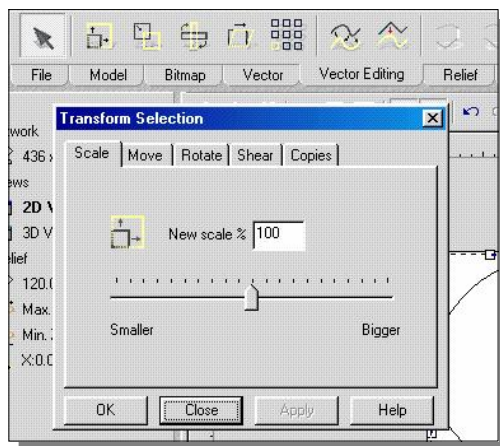 File Model Bitmap Vector Vector Editing Relief
Transform Selection
work
436
Scale Move Rotate Shear Copies
ews
2D
3D V
New scale % 100
lief
120.0
Max.
Min.
Smaller Bigger
X:0.0
OK Close Apply Help